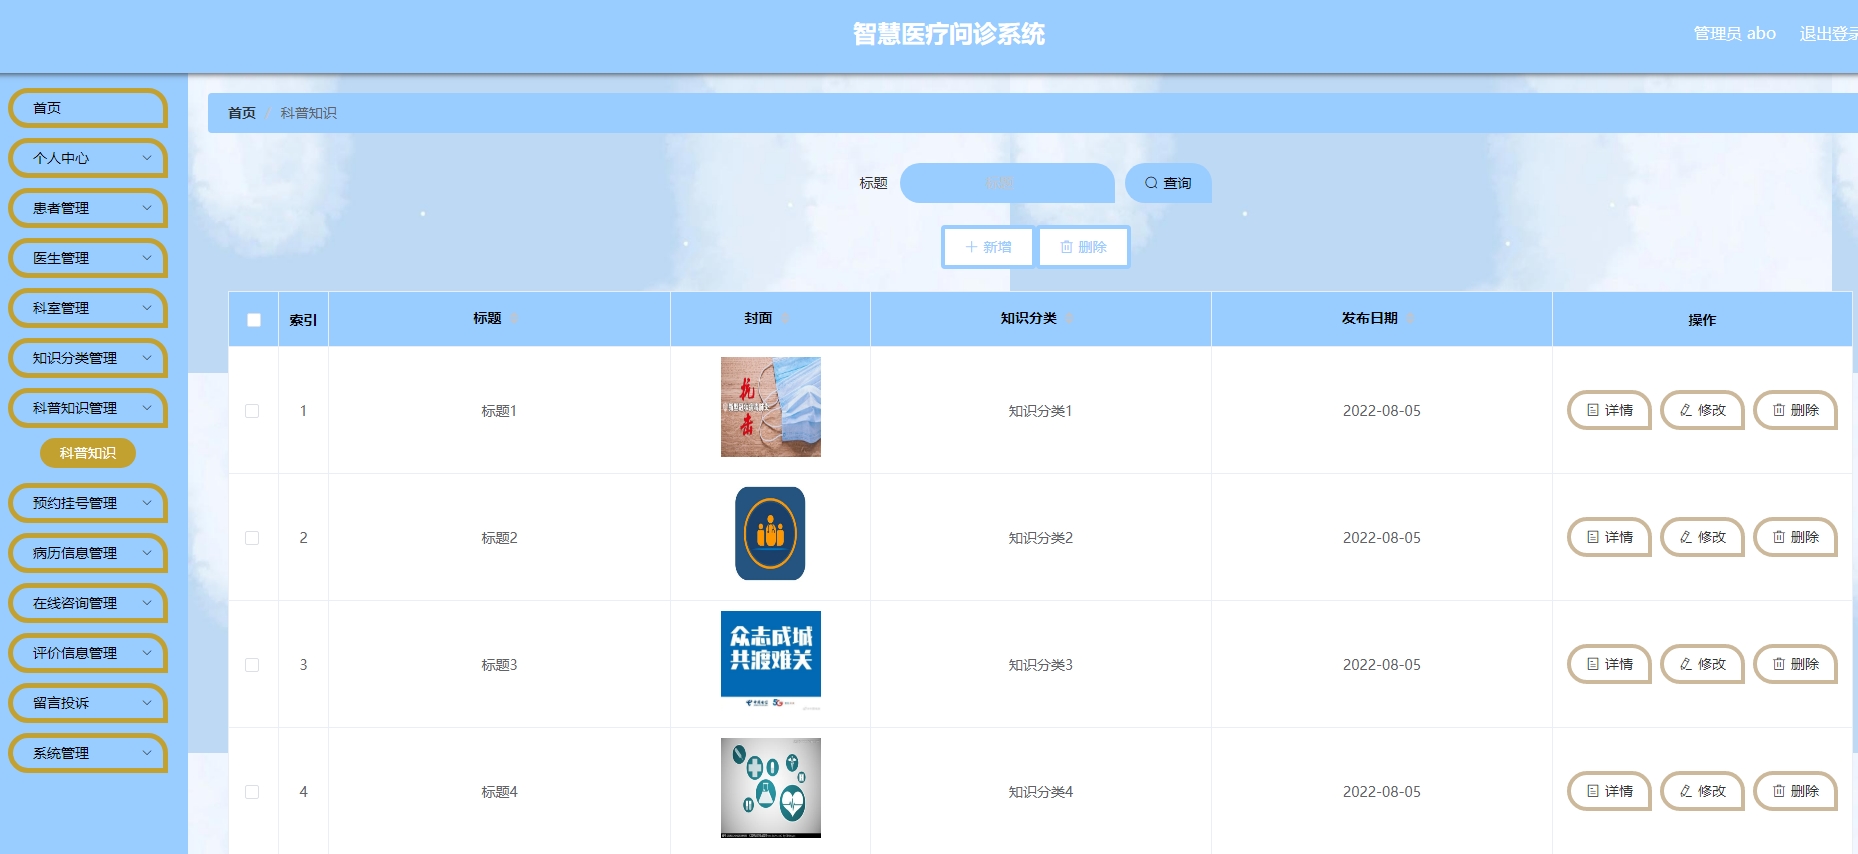 智慧医疗问诊系统
管理员 abo 退出登录
首页
个人中心
患者管理
医生管理
科室管理
知识分类管理
科普知识管理
科普知识
预约挂号管理
病历信息管理
在线咨询管理
评价信息管理
留言投诉
系统管理
首页 / 科普知识
标题 标题 查询
新增 删除
索引 标题 封面 知识分类 发布日期 操作
1 标题1 抗击 知识分类1 2022-08-05 详情 修改 删除
2 标题2 知识分类2 2022-08-05 详情 修改 删除
3 标题3 众志成城 知识分类3 2022-08-05 详情 修改 删除
共渡难关
4 标题4 知识分类4 2022-08-05 详情 修改 删除